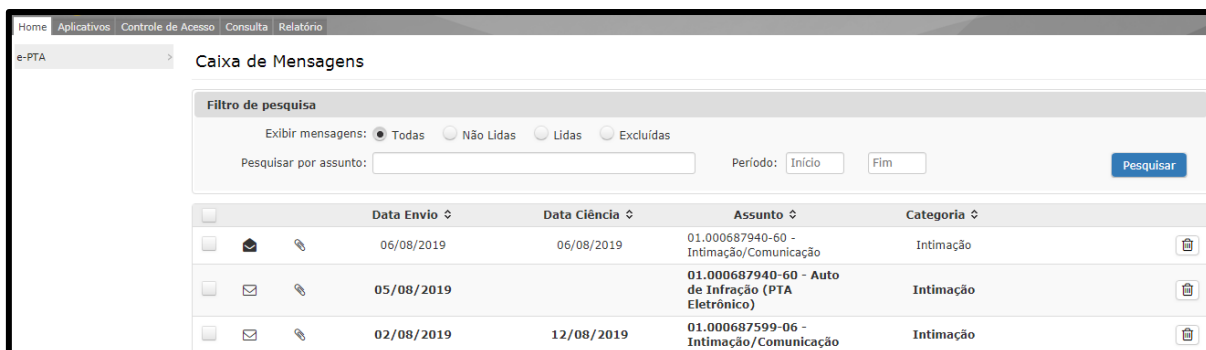 Home Aplicativos Controle de Acesso Consulta Relatório
e-PTA >
Caixa de Mensagens
Filtro de pesquisa
Exibir mensagens: Todas Não Lidas Lidas Excluídas
Pesquisar por assunto: Período: Início Fim Pesquisar
Data Envio Data Ciência Assunto Categoria
06/08/2019 06/08/2019 01.000687940-60 - Intimação
Intimação/Comunicação
05/08/2019 01.000687940-60 - Auto Intimação
de Infração (PTA
Eletrônico)
02/08/2019 12/08/2019 01.000687599-06 - Intimação
Intimação/Comunicação